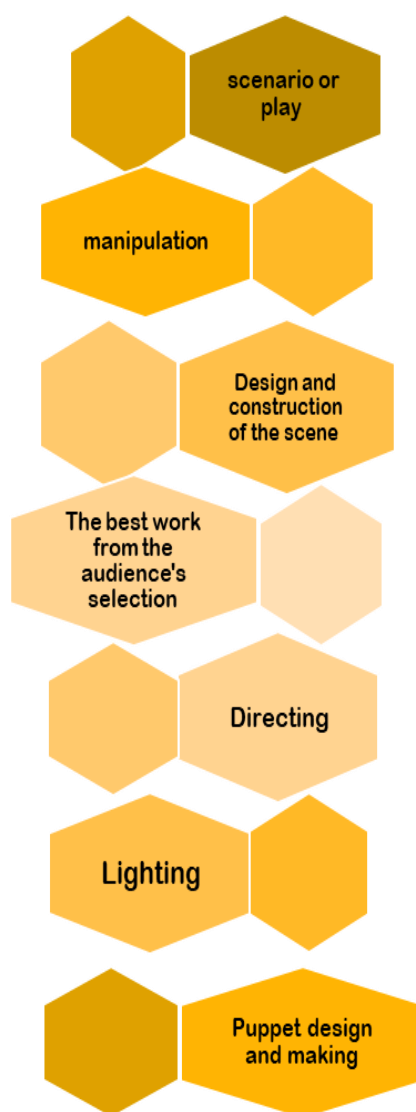 scenario or
play
manipulation
Design and
construction
of the scene
The best work
from the
audience's
selection
Directing
Lighting
Puppet design
and making